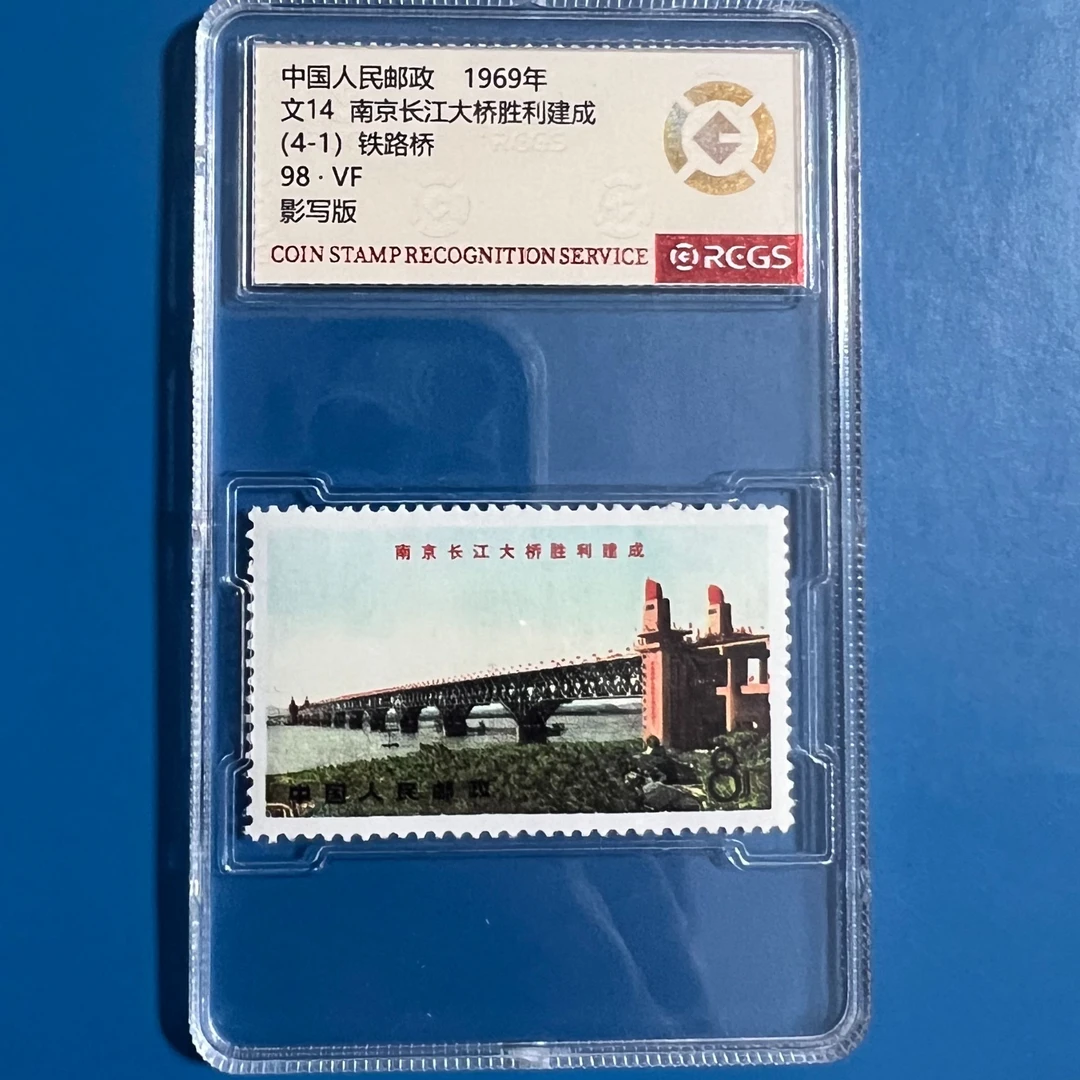 中国人民邮政 1969年
文14 南京长江大桥胜利建成
(4-1) 铁路桥
98·VF
影写版
COIN STAMP RECOGNITION SERVICE
RCGS
RCGS
南京长江大桥胜利建成
中国人民邮政
8